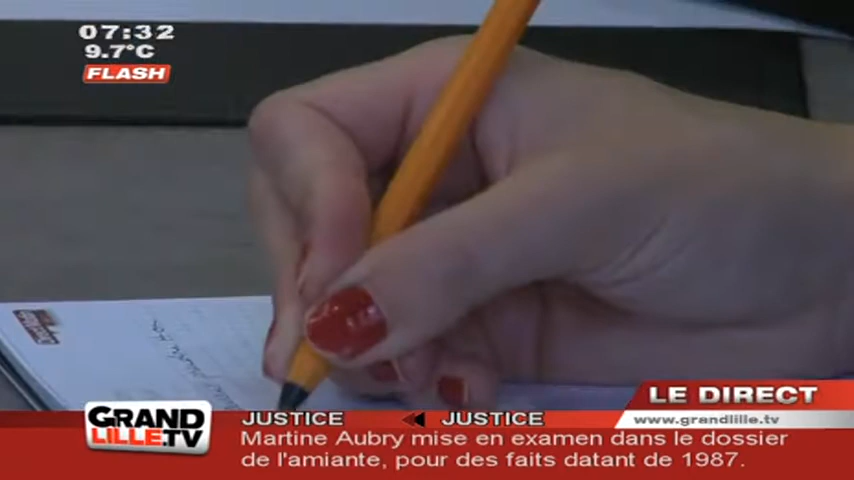 07:32
9.7°C
FLASH
LE DIRECT
www.grandlille.tv
GRAND
LILLE.TV
JUSTICE JUSTICE
Martine Aubry mise en examen dans le dossier
de l'amiante, pour des faits datant de 1987.